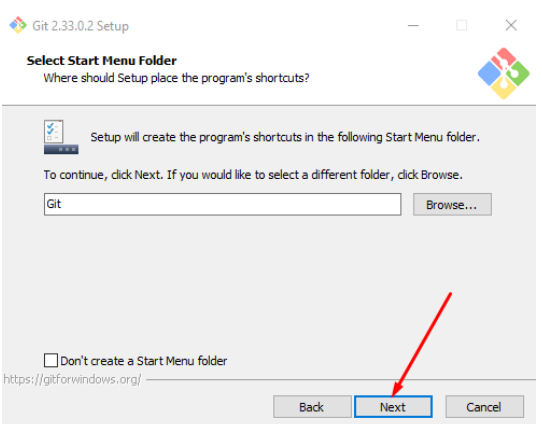 Git 2.33.0.2 Setup
Select Start Menu Folder
Where should Setup place the program's shortcuts?
Setup will create the program's shortcuts in the following Start Menu folder.
To continue, click Next. If you would like to select a different folder, click Browse.
Git
Browse...
Don't create a Start Menu folder
https://gitforwindows.org/
Back
Next
Cancel